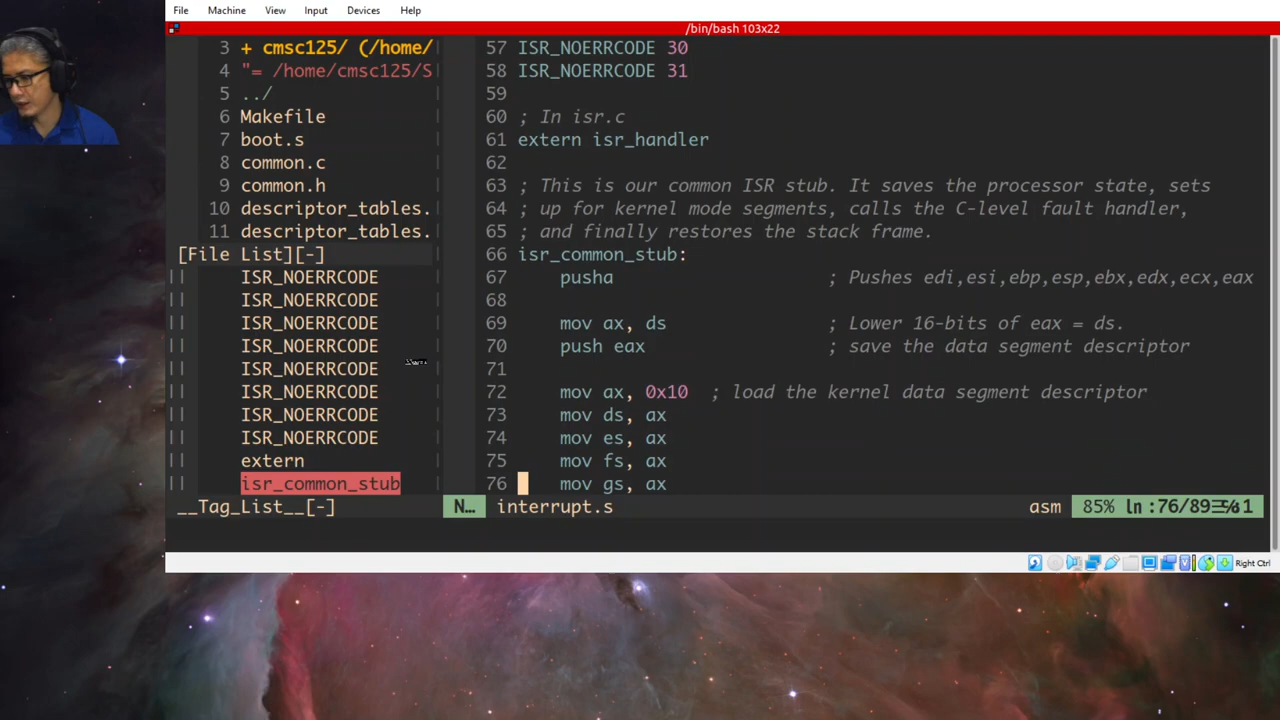 File Machine View Input Devices Help
/bin/bash 103x22
3 + cmsc125/ (/home/
4 "= /home/cmsc125/S
5 ../
6 Makefile
7 boot.s
8 common.c
9 common.h
10 descriptor_tables.
11 descriptor_tables.
[File List][-]
|| ISR_NOERRCODE
|| ISR_NOERRCODE
|| ISR_NOERRCODE
|| ISR_NOERRCODE
|| ISR_NOERRCODE
|| ISR_NOERRCODE
|| ISR_NOERRCODE
|| ISR_NOERRCODE
|| extern
|| isr_common_stub
__Tag_List__[-]
57 ISR_NOERRCODE 30
58 ISR_NOERRCODE 31
59
60 ; In isr.c
61 extern isr_handler
62
63 ; This is our common ISR stub. It saves the processor state, sets
64 ; up for kernel mode segments, calls the C-level fault handler,
65 ; and finally restores the stack frame.
66 isr_common_stub:
67 pusha ; Pushes edi,esi,ebp,esp,ebx,edx,ecx,eax
68
69 mov ax, ds ; Lower 16-bits of eax = ds.
70 push eax ; save the data segment descriptor
71
72 mov ax, 0x10 ; load the kernel data segment descriptor
73 mov ds, ax
74 mov es, ax
75 mov fs, ax
76 mov gs, ax
N… interrupt.s asm 85% ln :76/89
Right Ctrl